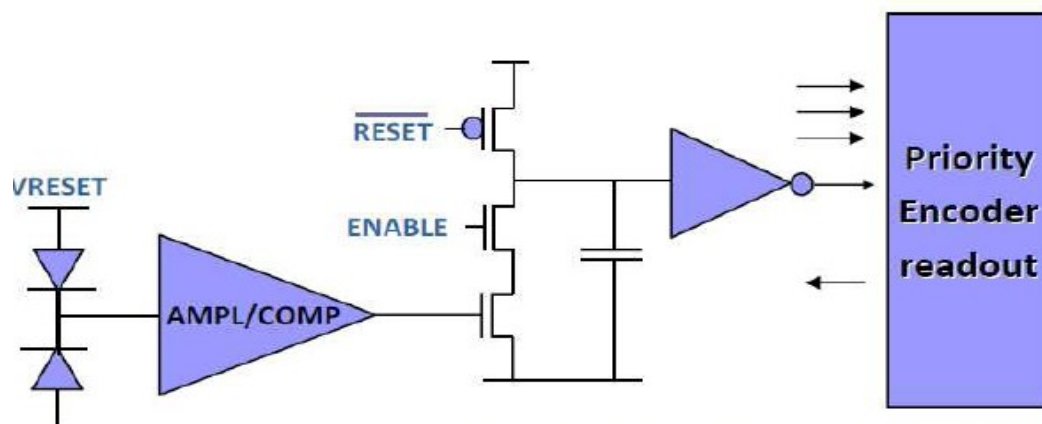 RESET
VRESET
ENABLE
AMPL/COMP
Priority
Encoder
readout